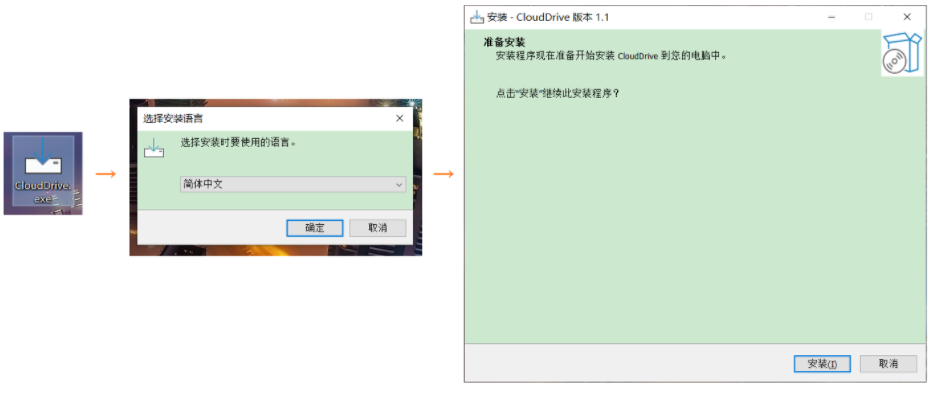 CloudDrive.
exe
选择安装语言
选择安装时要使用的语言。
简体中文
确定
取消
安装 - CloudDrive 版本 1.1
准备安装
安装程序现在准备开始安装 CloudDrive 到您的电脑中。
点击“安装”继续此安装程序？
安装(I)
取消